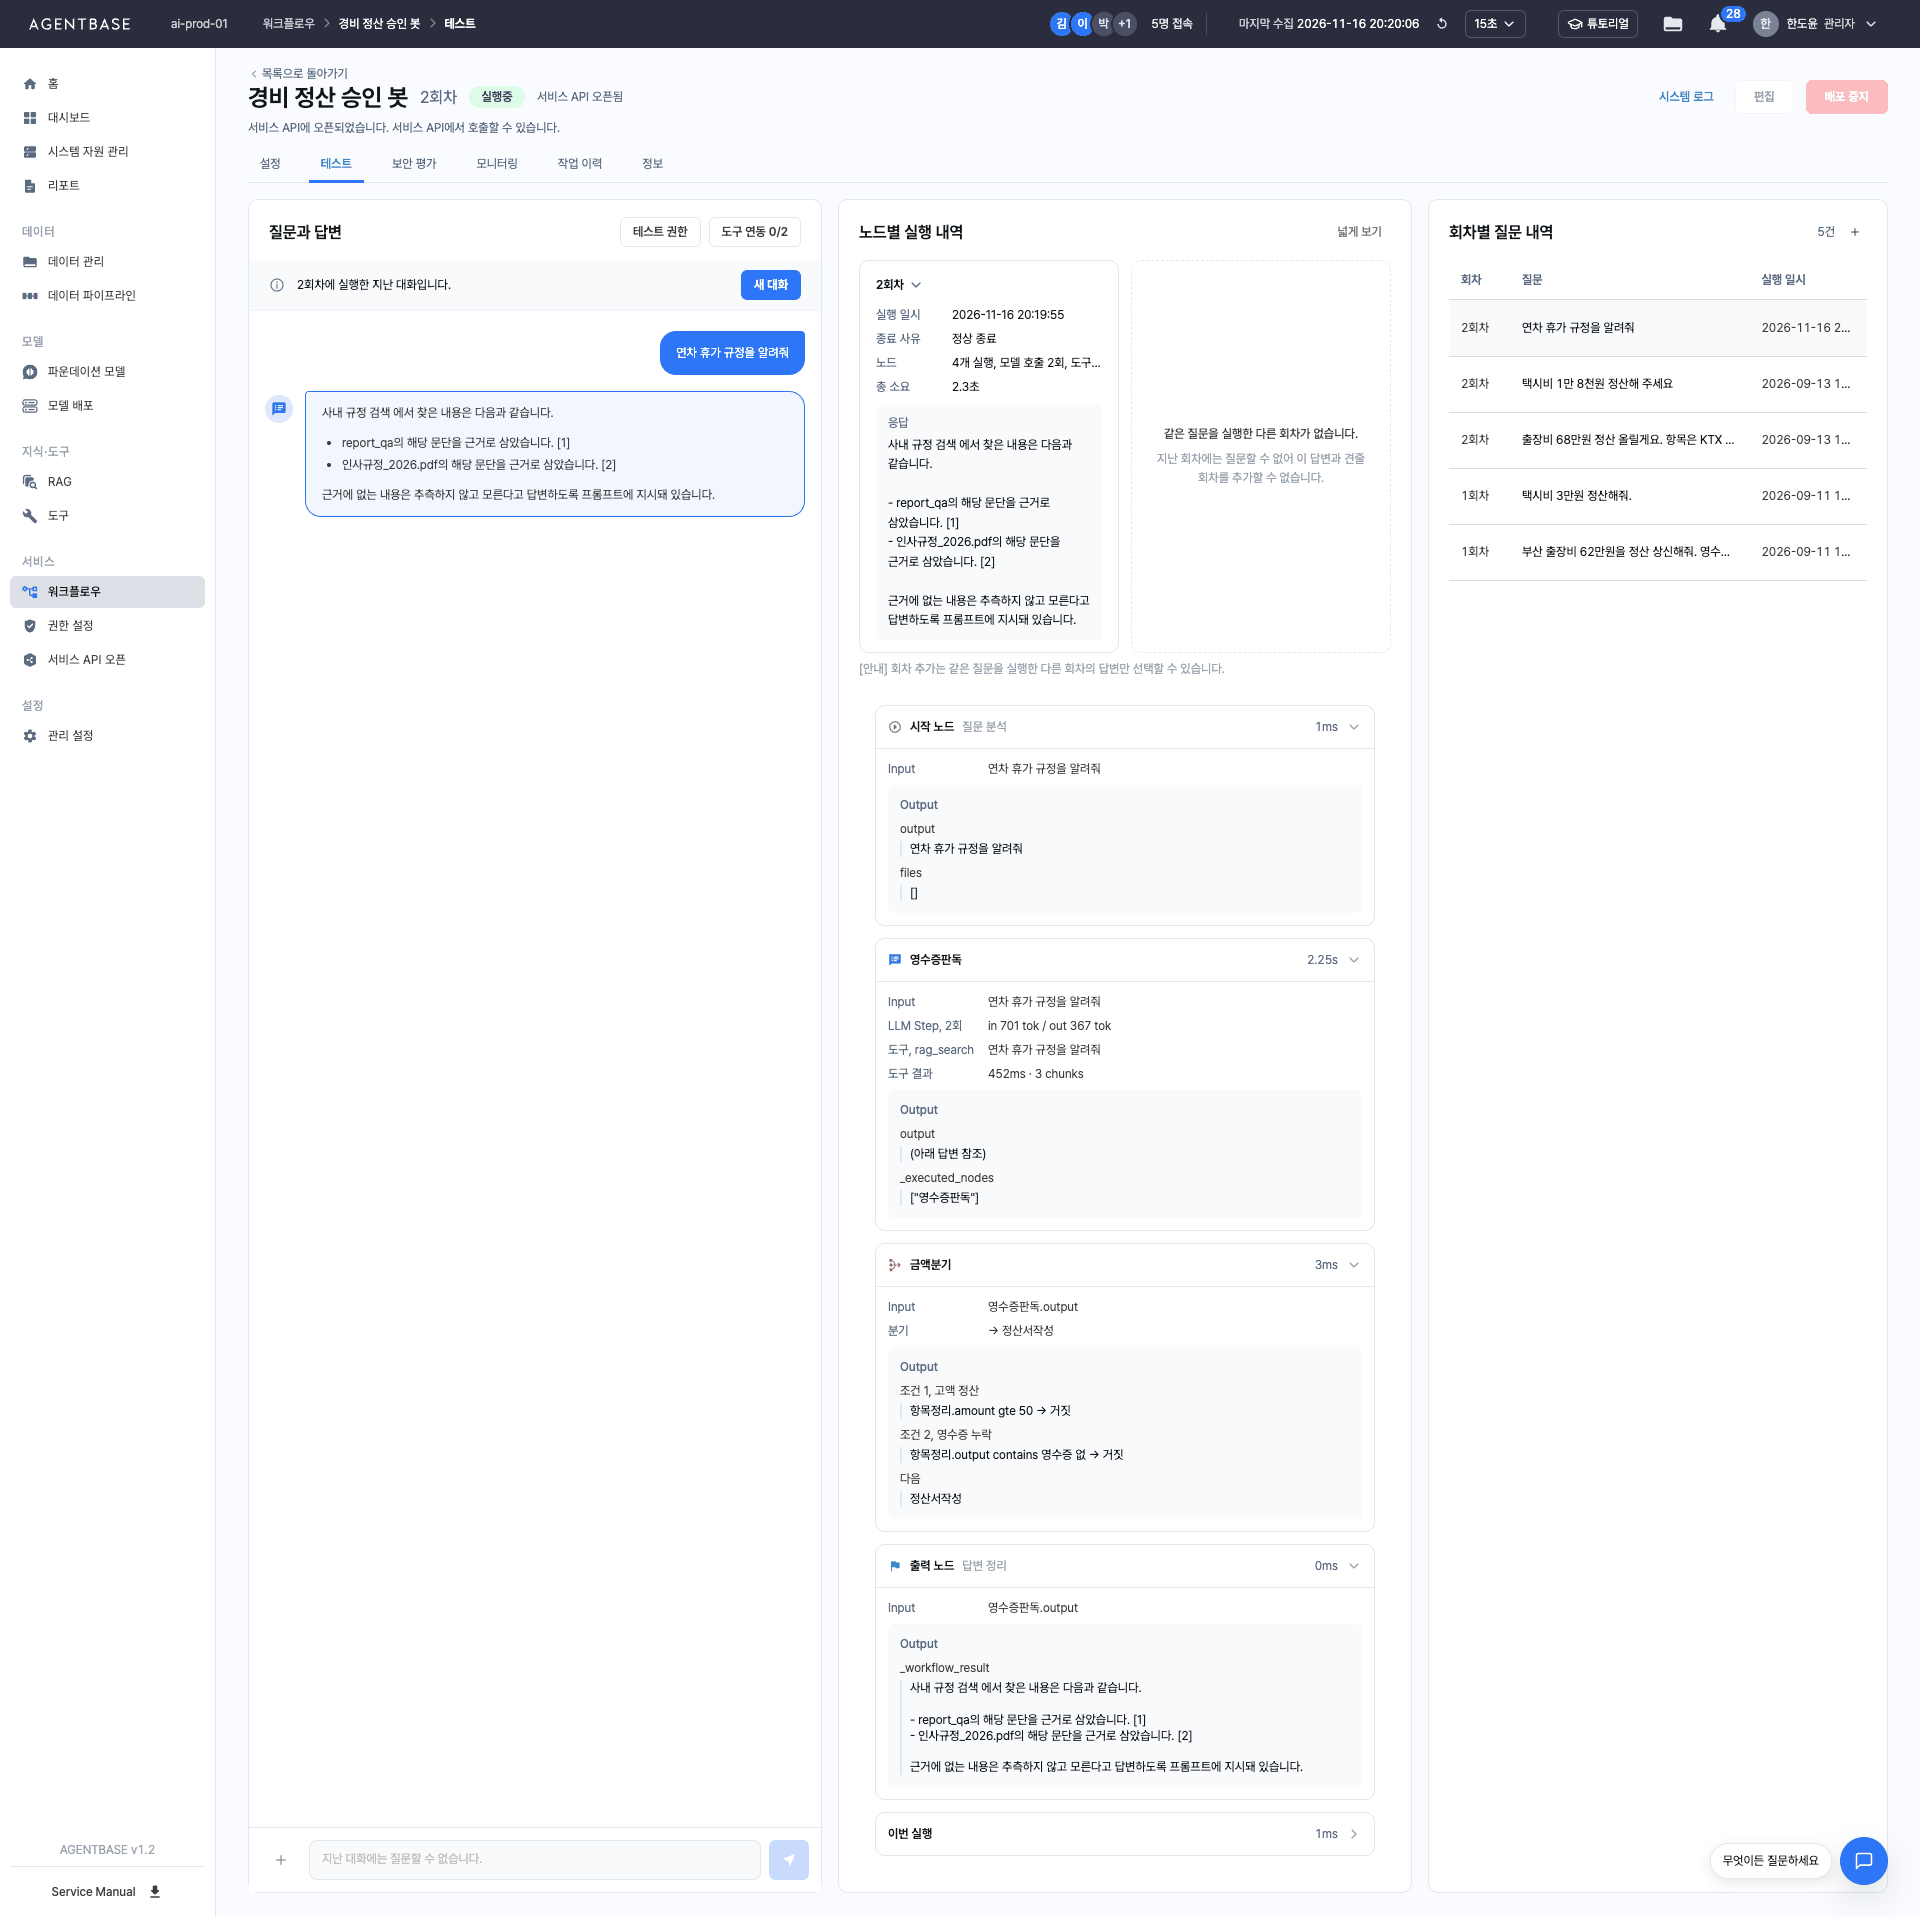 AGENTBASE
ai-prod-01
워크플로우 > 경비 정산 승인 봇 > 테스트
김 이 박 +1 5명 접속
마지막 수집 2026-11-16 20:20:06
15초
튜토리얼
28
한 한도윤 관리자
홈
대시보드
시스템 자원 관리
리포트
데이터
데이터 관리
데이터 파이프라인
모델
파운데이션 모델
모델 배포
지식·도구
RAG
도구
서비스
워크플로우
권한 설정
서비스 API 오픈
설정
관리 설정
AGENTBASE v1.2
Service Manual
목록으로 돌아가기
경비 정산 승인 봇 2회차 실행중 서비스 API 오픈됨
시스템 로그 편집 배포 중지
서비스 API에 오픈되었습니다. 서비스 API에서 호출할 수 있습니다.
설정 테스트 보안 평가 모니터링 작업 이력 정보
질문과 답변
테스트 권한 도구 연동 0/2
2회차에 실행한 지난 대화입니다.
새 대화
연차 휴가 규정을 알려줘
사내 규정 검색 에서 찾은 내용은 다음과 같습니다.
• report_qa의 해당 문단을 근거로 삼았습니다. [1]
• 인사규정_2026.pdf의 해당 문단을 근거로 삼았습니다. [2]
근거에 없는 내용은 추측하지 않고 모른다고 답변하도록 프롬프트에 지시돼 있습니다.
지난 대화에는 질문할 수 없습니다.
노드별 실행 내역
넓게 보기
2회차
실행 일시 2026-11-16 20:19:55
종료 사유 정상 종료
노드 4개 실행, 모델 호출 2회, 도구...
총 소요 2.3초
응답
사내 규정 검색 에서 찾은 내용은 다음과
같습니다.
- report_qa의 해당 문단을 근거로
삼았습니다. [1]
- 인사규정_2026.pdf의 해당 문단을
근거로 삼았습니다. [2]
근거에 없는 내용은 추측하지 않고 모른다고
답변하도록 프롬프트에 지시돼 있습니다.
같은 질문을 실행한 다른 회차가 없습니다.
지난 회차에는 질문할 수 없어 이 답변과 견줄
회차를 추가할 수 없습니다.
[안내] 회차 추가는 같은 질문을 실행한 다른 회차의 답변만 선택할 수 있습니다.
시작 노드 질문 분석 1ms
Input 연차 휴가 규정을 알려줘
Output
output
연차 휴가 규정을 알려줘
files
[]
영수증판독 2.25s
Input 연차 휴가 규정을 알려줘
LLM Step, 2회 in 701 tok / out 367 tok
도구, rag_search 연차 휴가 규정을 알려줘
도구 결과 452ms · 3 chunks
Output
output
(아래 답변 참조)
_executed_nodes
["영수증판독"]
금액분기 3ms
Input 영수증판독.output
분기 → 정산서작성
Output
조건 1, 고액 정산
항목정리.amount gte 50 → 거짓
조건 2, 영수증 누락
항목정리.output contains 영수증 없 → 거짓
다음
정산서작성
출력 노드 답변 정리 0ms
Input 영수증판독.output
Output
_workflow_result
사내 규정 검색 에서 찾은 내용은 다음과 같습니다.
- report_qa의 해당 문단을 근거로 삼았습니다. [1]
- 인사규정_2026.pdf의 해당 문단을 근거로 삼았습니다. [2]
근거에 없는 내용은 추측하지 않고 모른다고 답변하도록 프롬프트에 지시돼 있습니다.
이번 실행 1ms
회차별 질문 내역
5건 +
회차 질문 실행 일시
2회차 연차 휴가 규정을 알려줘 2026-11-16 2...
2회차 택시비 1만 8천원 정산해 주세요 2026-09-13 1...
2회차 출장비 68만원 정산 올릴게요. 항목은 KTX ... 2026-09-13 1...
1회차 택시비 3만원 정산해줘. 2026-09-11 1...
1회차 부산 출장비 62만원을 정산 상신해줘. 영수... 2026-09-11 1...
무엇이든 질문하세요